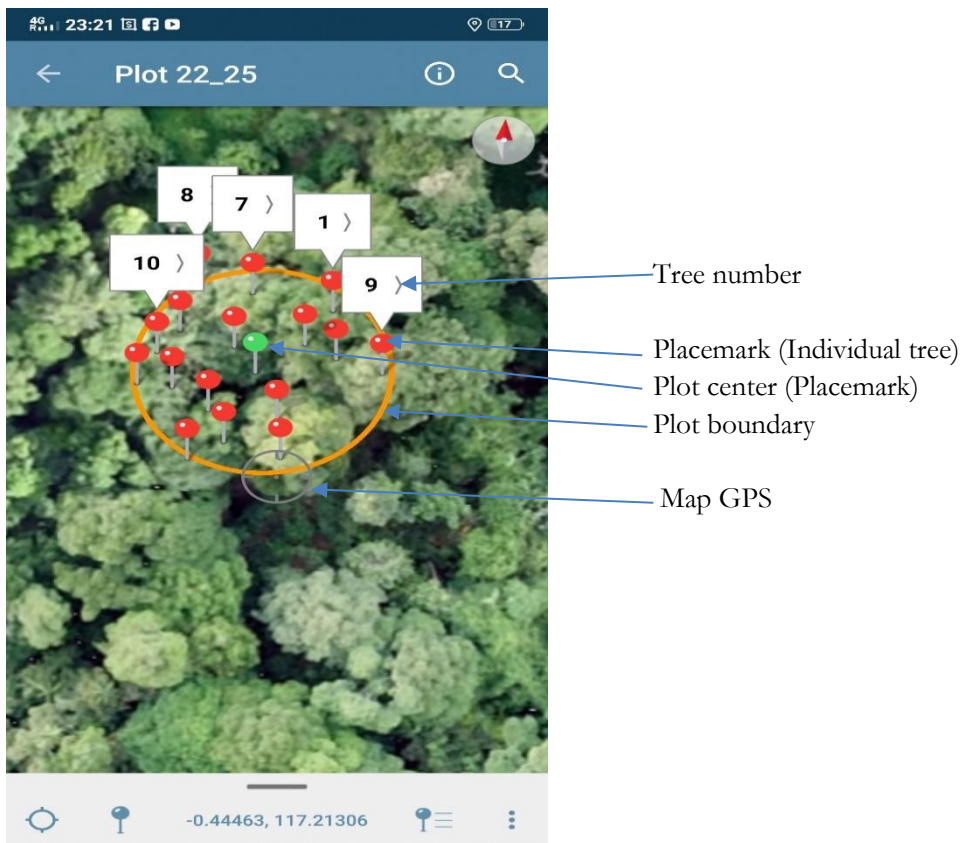 4G
R 23:21 17
Plot 22_25
8
7 〉
1 〉
10 〉
9 〉
Tree number
Placemark (Individual tree)
Plot center (Placemark)
Plot boundary
Map GPS
-0.44463, 117.21306